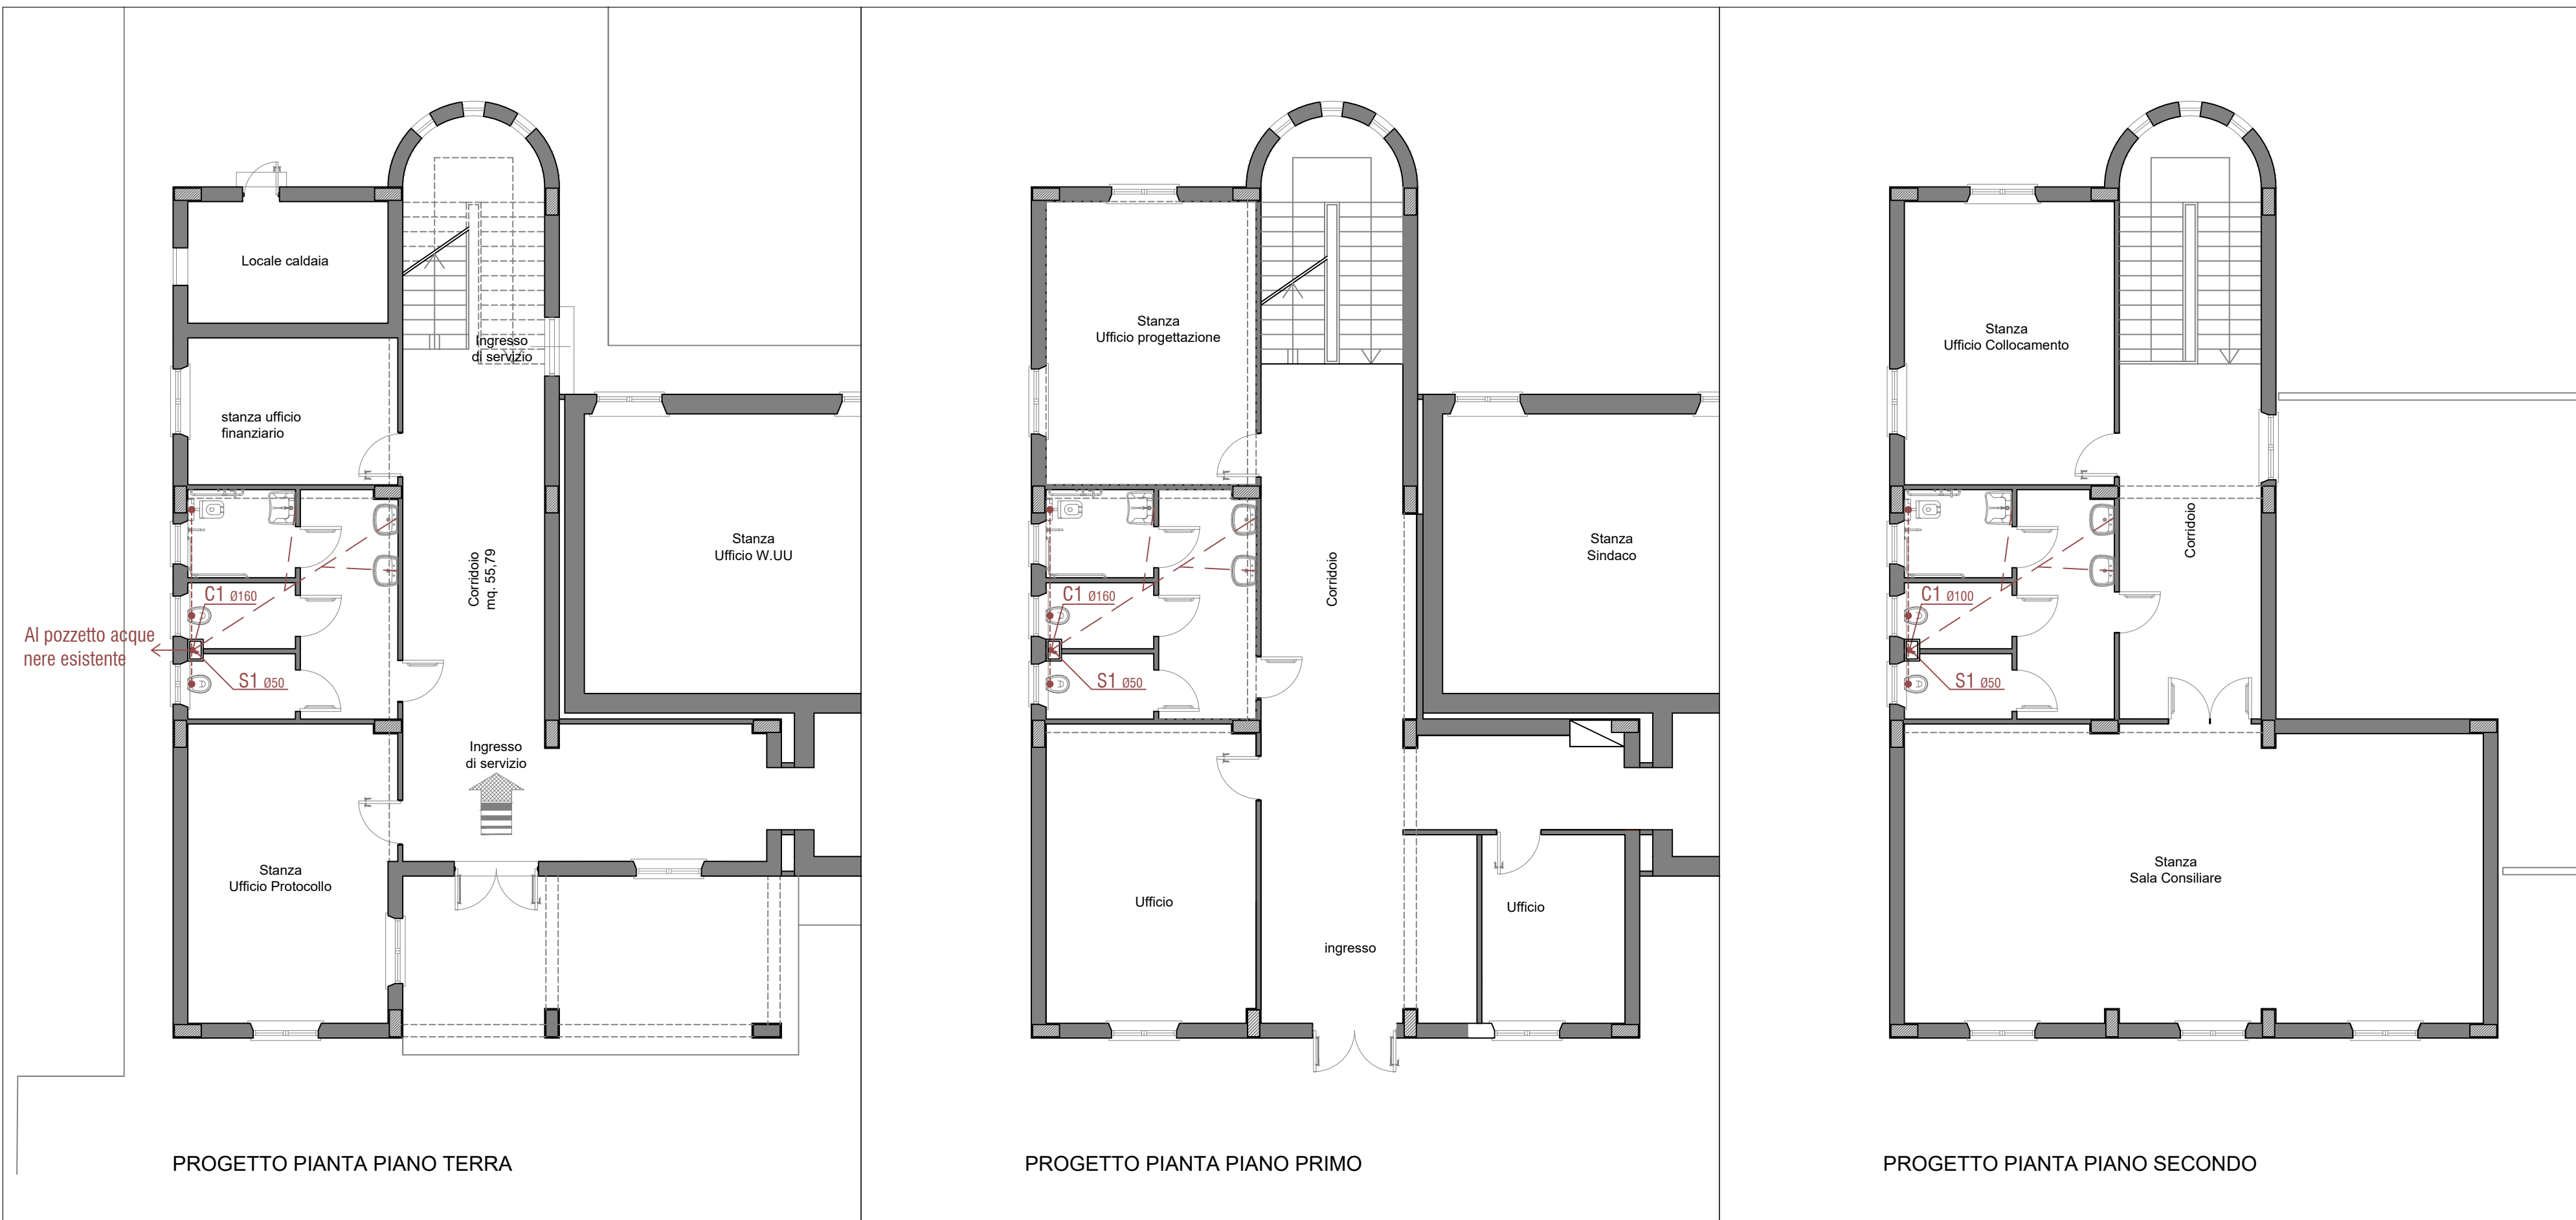 Locale caldaia
Ingresso
di servizio
stanza ufficio
finanziario
Corridoio
mq. 55,79
Stanza
Ufficio W.UU
C1 Ø160
Al pozzetto acque
nere esistente
S1 Ø50
Ingresso
di servizio
Stanza
Ufficio Protocollo
PROGETTO PIANTA PIANO TERRA
Stanza
Ufficio progettazione
Corridoio
Stanza
Sindaco
C1 Ø160
S1 Ø50
Ufficio
Ufficio
ingresso
PROGETTO PIANTA PIANO PRIMO
Stanza
Ufficio Collocamento
Corridoio
C1 Ø100
S1 Ø50
Stanza
Sala Consiliare
PROGETTO PIANTA PIANO SECONDO